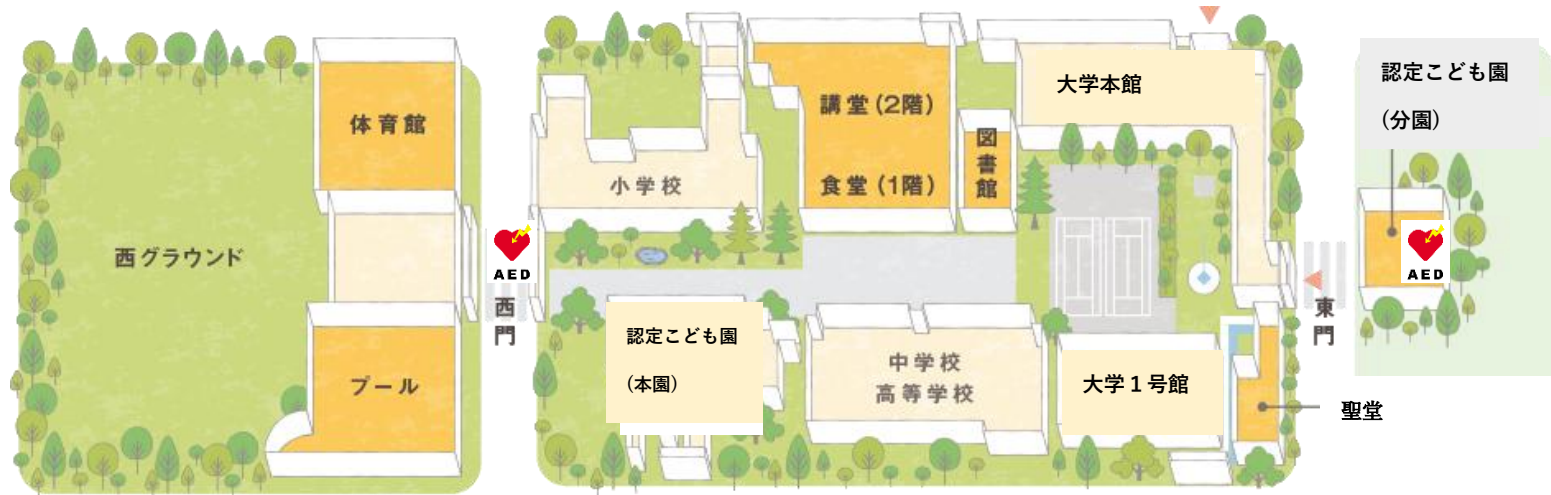 体育館
西グラウンド
プール
AED
西門
小学校
講堂(2階)
食堂(1階)
図書館
大学本館
認定こども園
(本園)
中学校
高等学校
大学1号館
聖堂
東門
認定こども園
(分園)
AED